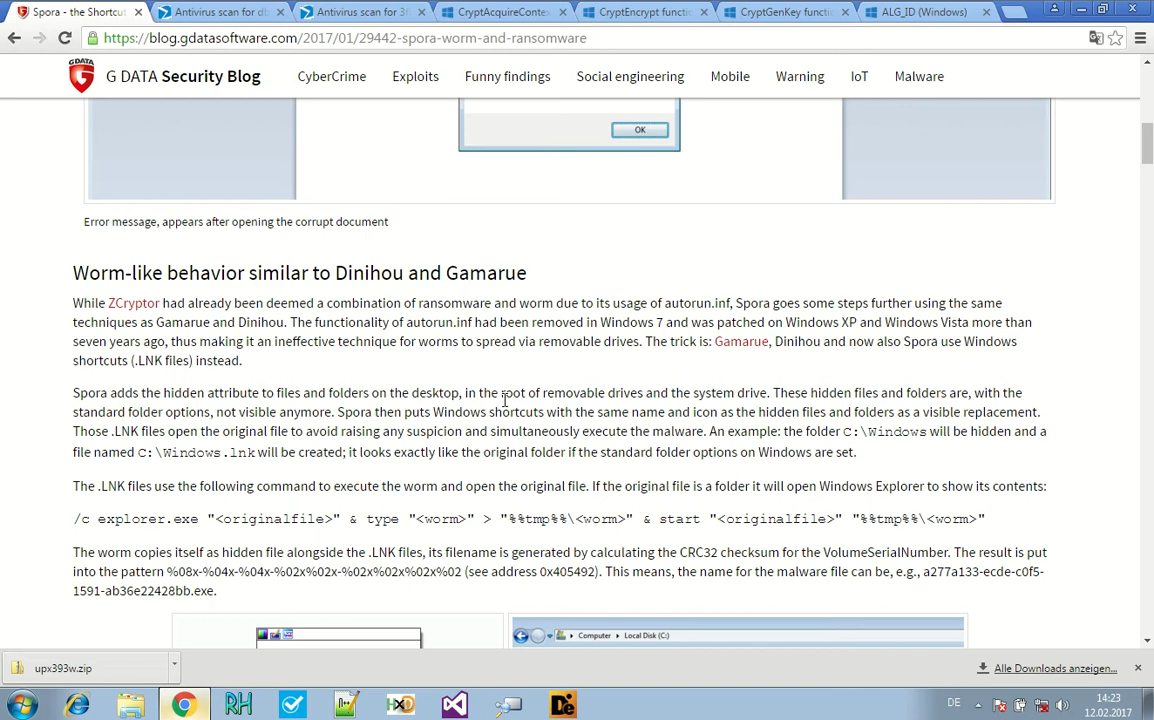 Spora - the Shortcut
Antivirus scan for db
Antivirus scan for 3f
CryptAcquireContex
CryptEncrypt functi
CryptGenKey functi
ALG_ID (Windows)
https://blog.gdatasoftware.com/2017/01/29442-spora-worm-and-ransomware
G DATA Security Blog
CyberCrime
Exploits
Funny findings
Social engineering
Mobile
Warning
IoT
Malware
OK
Error message, appears after opening the corrupt document
Worm-like behavior similar to Dinihou and Gamarue
While ZCryptor had already been deemed a combination of ransomware and worm due to its usage of autorun.inf, Spora goes some steps further using the same
techniques as Gamarue and Dinihou. The functionality of autorun.inf had been removed in Windows 7 and was patched on Windows XP and Windows Vista more than
seven years ago, thus making it an ineffective technique for worms to spread via removable drives. The trick is: Gamarue, Dinihou and now also Spora use Windows
shortcuts (.LNK files) instead.
Spora adds the hidden attribute to files and folders on the desktop, in the root of removable drives and the system drive. These hidden files and folders are, with the
standard folder options, not visible anymore. Spora then puts Windows shortcuts with the same name and icon as the hidden files and folders as a visible replacement.
Those .LNK files open the original file to avoid raising any suspicion and simultaneously execute the malware. An example: the folder C:\Windows will be hidden and a
file named C:\Windows.lnk will be created; it looks exactly like the original folder if the standard folder options on Windows are set.
The .LNK files use the following command to execute the worm and open the original file. If the original file is a folder it will open Windows Explorer to show its contents:
/c explorer.exe "<originalfile>" & type "<worm>" > "%%tmp%%\<worm>" & start "<originalfile>" "%%tmp%%\<worm>"
The worm copies itself as hidden file alongside the .LNK files, its filename is generated by calculating the CRC32 checksum for the VolumeSerialNumber. The result is put
into the pattern %08x-%04x-%04x-%02x%02x-%02x%02x%02x%02 (see address 0x405492). This means, the name for the malware file can be, e.g., a277a133-ecde-c0f5-
1591-ab36e22428bb.exe.
Computer
Local Disk (C:)
upx393w.zip
Alle Downloads anzeigen...
RH
DE
14:23
12.02.2017